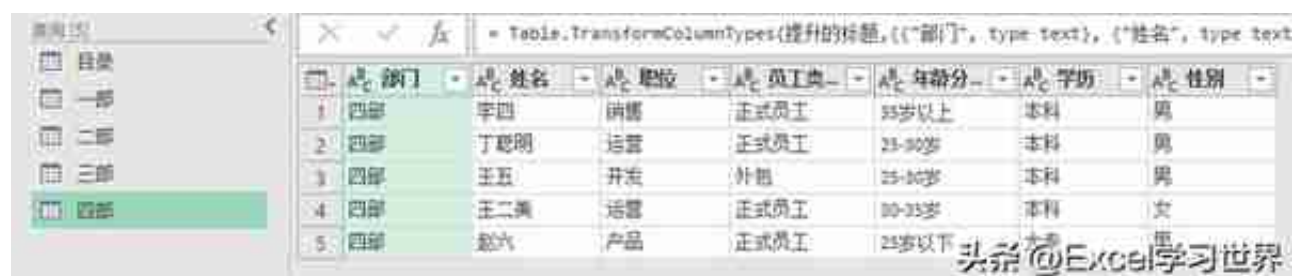 查询 [5]
目录
一部
二部
三部
四部
= Table.TransformColumnTypes(提升的标题,{{"部门", type text}, {"姓名", type text
部门 姓名 职位 员工类… 年龄分… 学历 性别
1 四部 李四 销售 正式员工 35岁以上 本科 男
2 四部 丁聪明 运营 正式员工 25-30岁 本科 男
3 四部 王五 开发 外包 25-30岁 本科 男
4 四部 王二美 运营 正式员工 30-35岁 本科 女
5 四部 赵六 产品 正式员工 25岁以下 大专 男
头条 @Excel学习世界